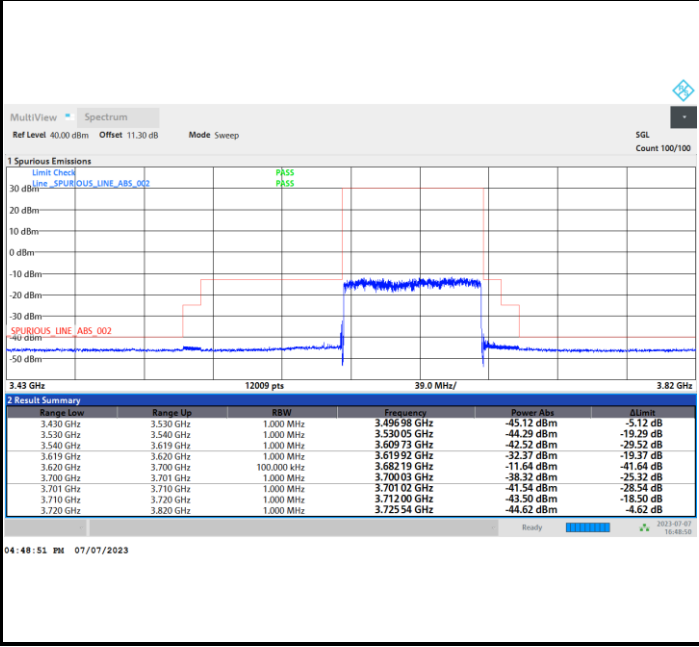 MultiView Spectrum
Ref Level 40.00 dBm Offset 11.30 dB Mode Sweep SGL
Count 100/100
1 Spurious Emissions
Limit Check PASS
Line _SPURIOUS_LINE_ABS_002 PASS
30 dBm
20 dBm
10 dBm
0 dBm
-10 dBm
-20 dBm
-30 dBm
SPURIOUS_LINE_ABS_002
-40 dBm
-50 dBm
3.43 GHz 12009 pts 39.0 MHz/ 3.82 GHz
2 Result Summary
Range Low Range Up RBW Frequency Power Abs ΔLimit
3.430 GHz 3.530 GHz 1.000 MHz 3.496 98 GHz -45.12 dBm -5.12 dB
3.530 GHz 3.540 GHz 1.000 MHz 3.530 05 GHz -44.29 dBm -19.29 dB
3.540 GHz 3.619 GHz 1.000 MHz 3.609 73 GHz -42.52 dBm -29.52 dB
3.619 GHz 3.620 GHz 1.000 MHz 3.619 92 GHz -32.37 dBm -19.37 dB
3.620 GHz 3.700 GHz 100.000 kHz 3.682 19 GHz -11.64 dBm -41.64 dB
3.700 GHz 3.701 GHz 1.000 MHz 3.700 03 GHz -38.32 dBm -25.32 dB
3.701 GHz 3.710 GHz 1.000 MHz 3.701 02 GHz -41.54 dBm -28.54 dB
3.710 GHz 3.720 GHz 1.000 MHz 3.712 00 GHz -43.50 dBm -18.50 dB
3.720 GHz 3.820 GHz 1.000 MHz 3.725 54 GHz -44.62 dBm -4.62 dB
Ready 2023-07-07
16:48:50
04:48:51 PM 07/07/2023